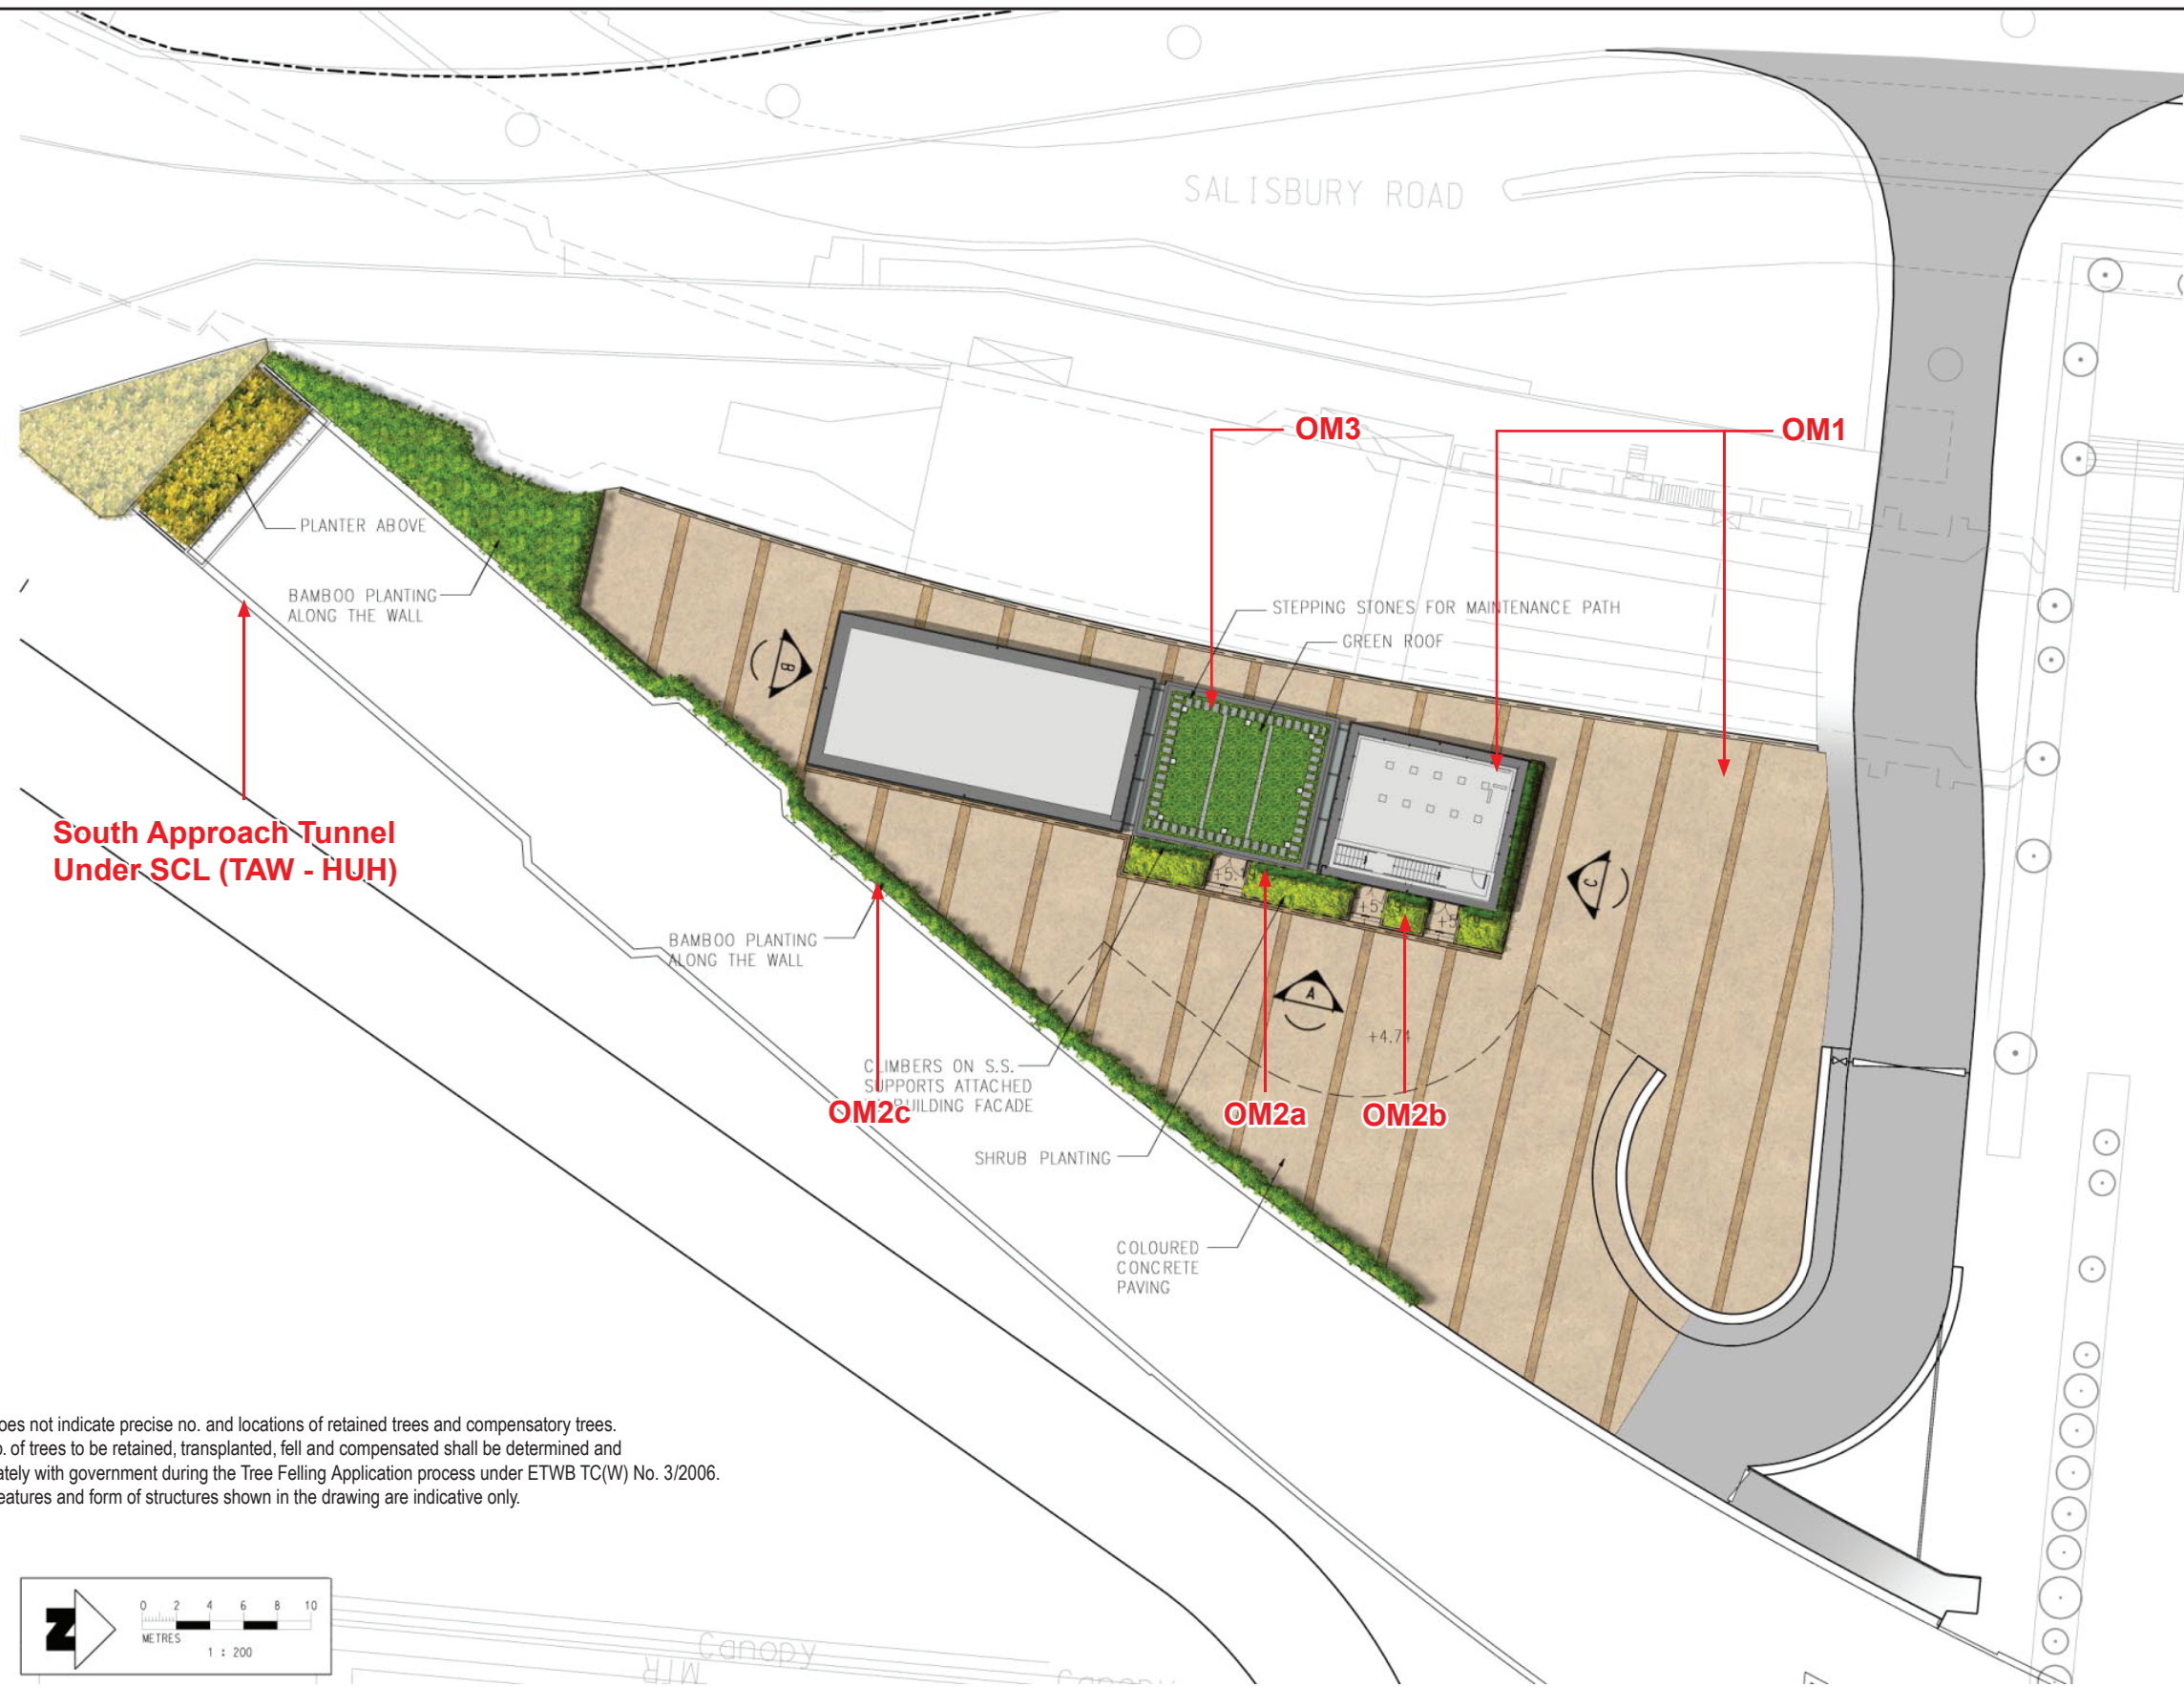 SALISBURY ROAD
OM3
OM1
PLANTER ABOVE
BAMBOO PLANTING
ALONG THE WALL
STEPPING STONES FOR MAINTENANCE PATH
GREEN ROOF
B
South Approach Tunnel
Under SCL (TAW - HUH)
C
BAMBOO PLANTING
ALONG THE WALL
A
+4.74
CLIMBERS ON S.S.
SUPPORTS ATTACHED
BUILDING FACADE
OM2c
OM2a
OM2b
SHRUB PLANTING
COLOURED
CONCRETE
PAVING
oes not indicate precise no. and locations of retained trees and compensatory trees.
o. of trees to be retained, transplanted, fell and compensated shall be determined and
ately with government during the Tree Felling Application process under ETWB TC(W) No. 3/2006.
eatures and form of structures shown in the drawing are indicative only.
Z
0 2 4 6 8 10
METRES
1 : 200
Canopy
MTR
Canopy